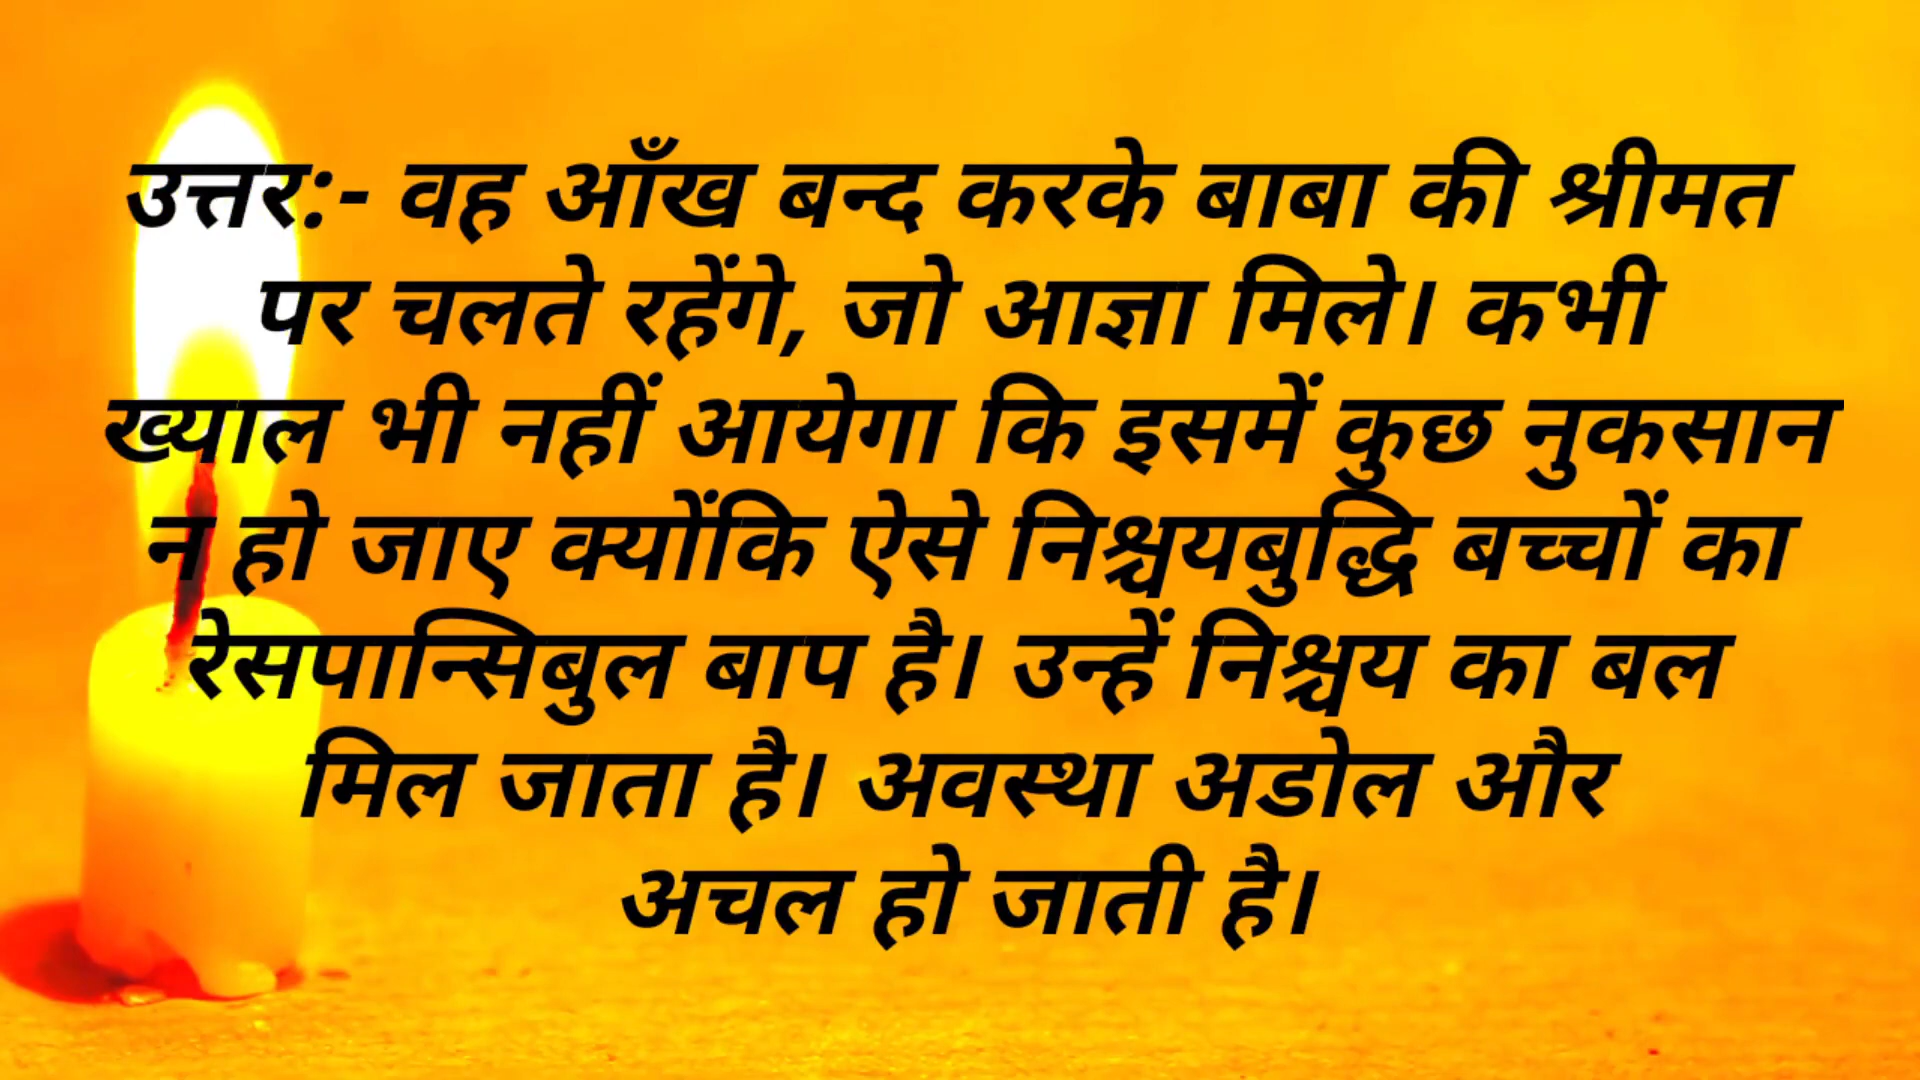 उत्तर:- वह आँख बन्द करके बाबा की श्रीमत
पर चलते रहेंगे, जो आज्ञा मिले। कभी
ख्याल भी नहीं आयेगा कि इसमें कुछ नुकसान
न हो जाए क्योंकि ऐसे निश्चयबुद्धि बच्चों का
रेसपान्सिबुल बाप है। उन्हें निश्चय का बल
मिल जाता है। अवस्था अडोल और
अचल हो जाती है।